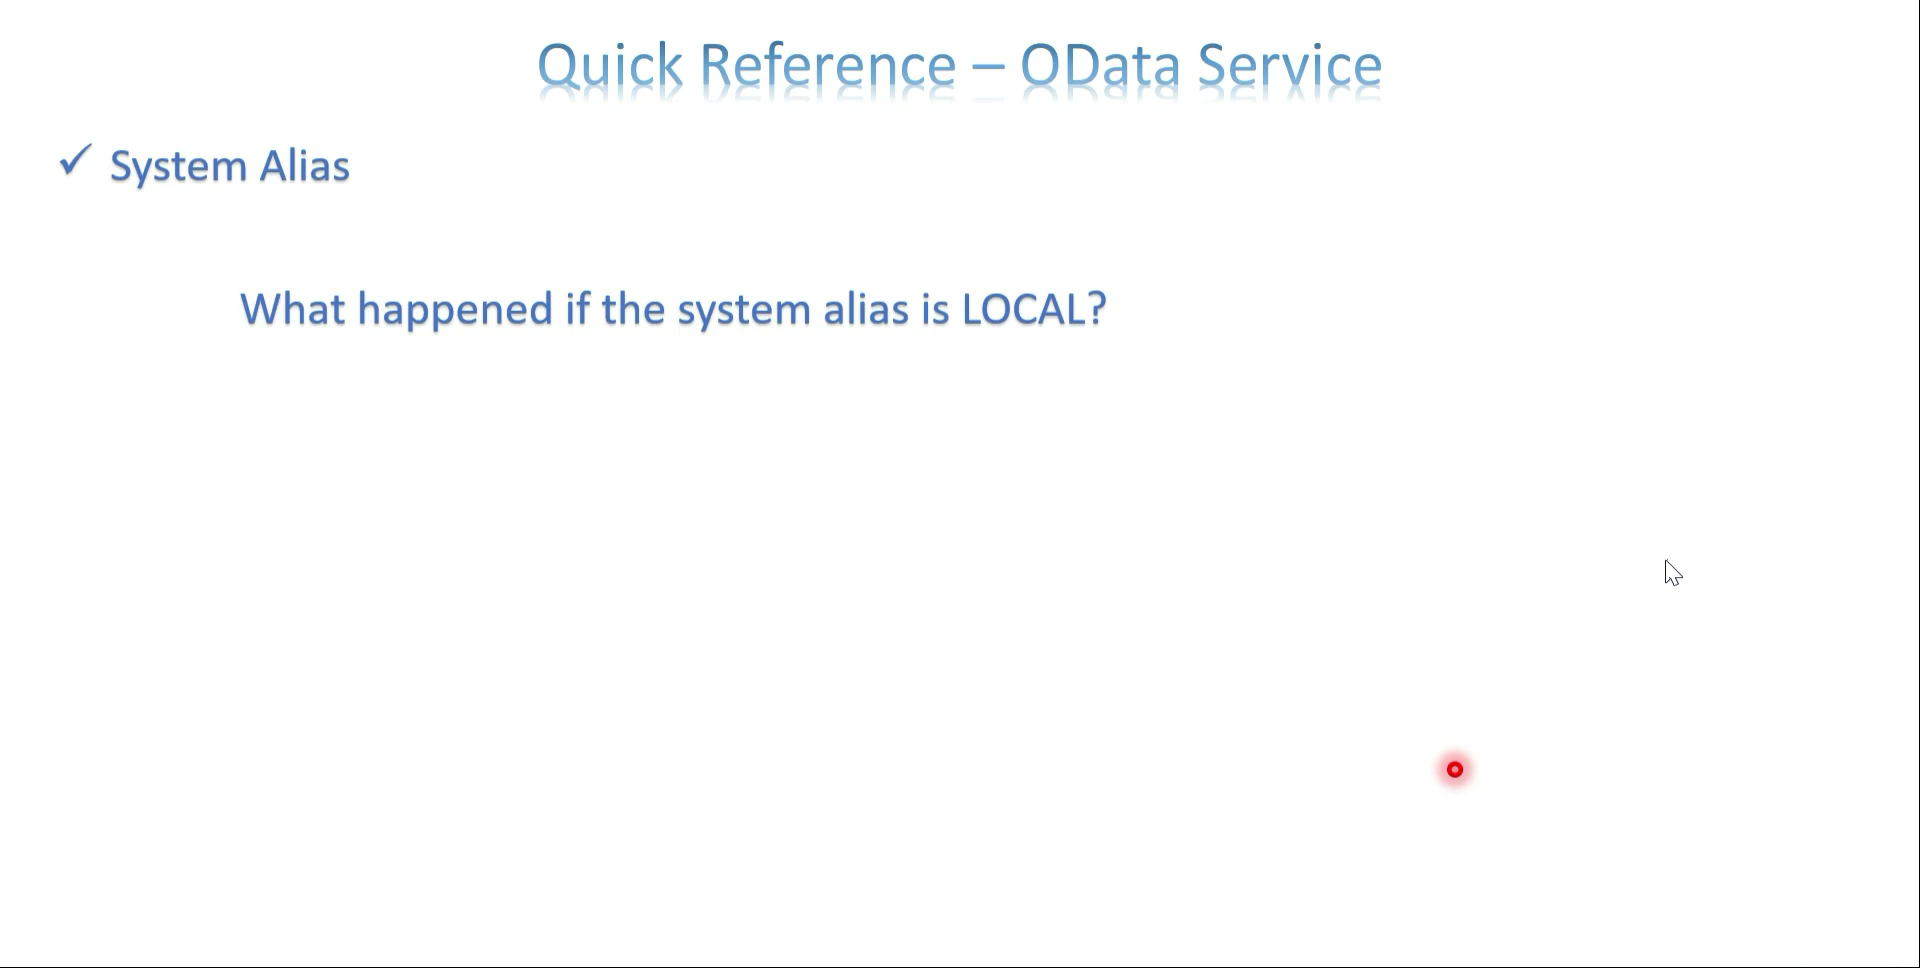 Quick Reference – OData Service
✓ System Alias
What happened if the system alias is LOCAL?